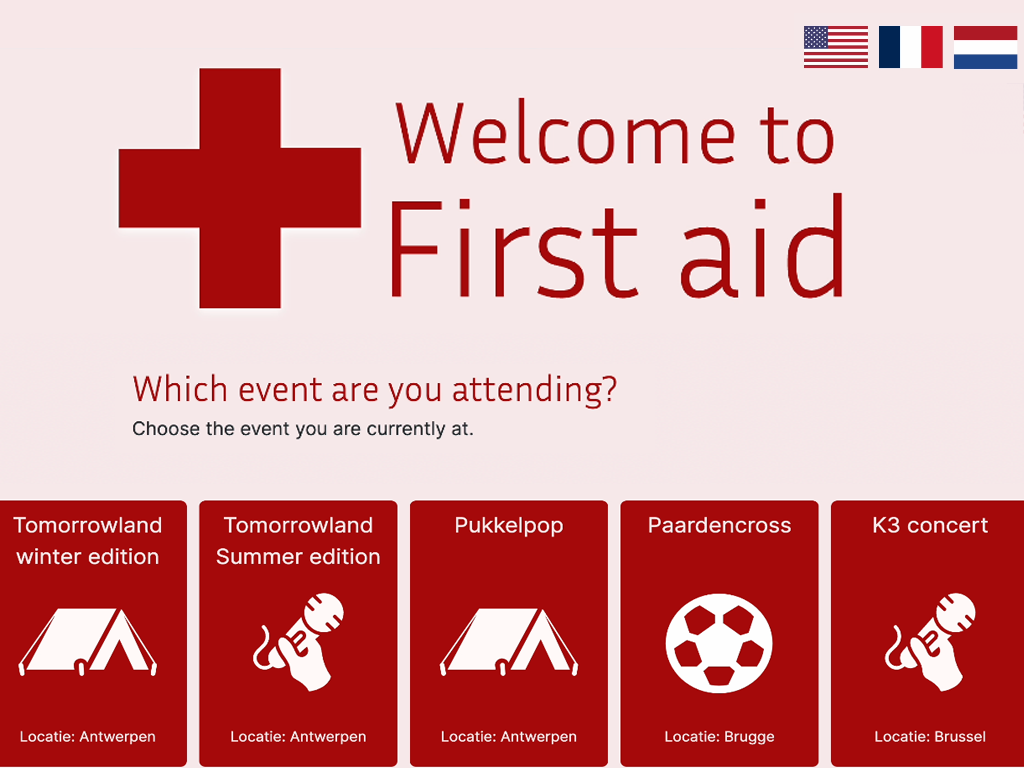 Welcome to
First aid
Which event are you attending?
Choose the event you are currently at.
Tomorrowland
winter edition
Locatie: Antwerpen
Tomorrowland
Summer edition
Locatie: Antwerpen
Pukkelpop
Locatie: Antwerpen
Paardencross
Locatie: Brugge
K3 concert
Locatie: Brussel